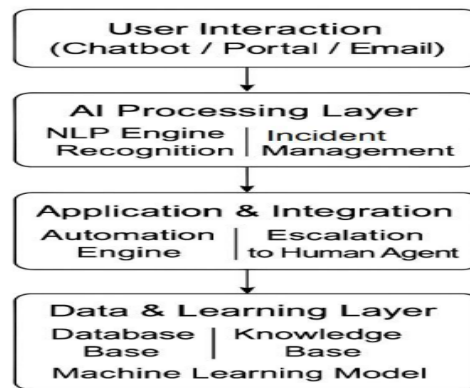 User Interaction
(Chatbot / Portal / Email)
AI Processing Layer
NLP Engine | Incident
Recognition | Management
Application & Integration
Automation | Escalation
Engine | to Human Agent
Data & Learning Layer
Database | Knowledge
Base | Base
Machine Learning Model